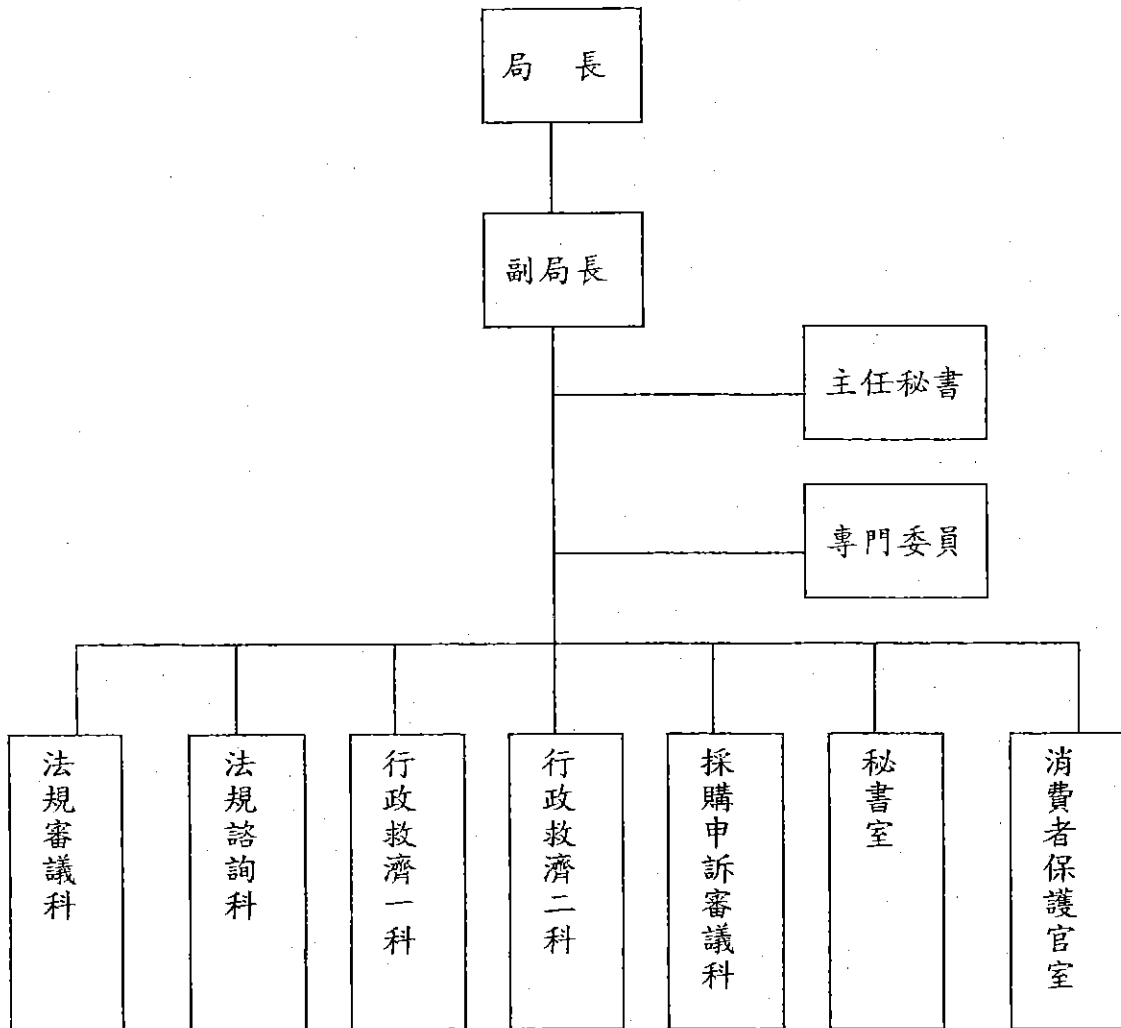 局 長
副局長
主任秘書
專門委員
法規審議科
法規諮詢科
行政救濟一科
行政救濟二科
採購申訴審議科
秘書室
消費者保護官室